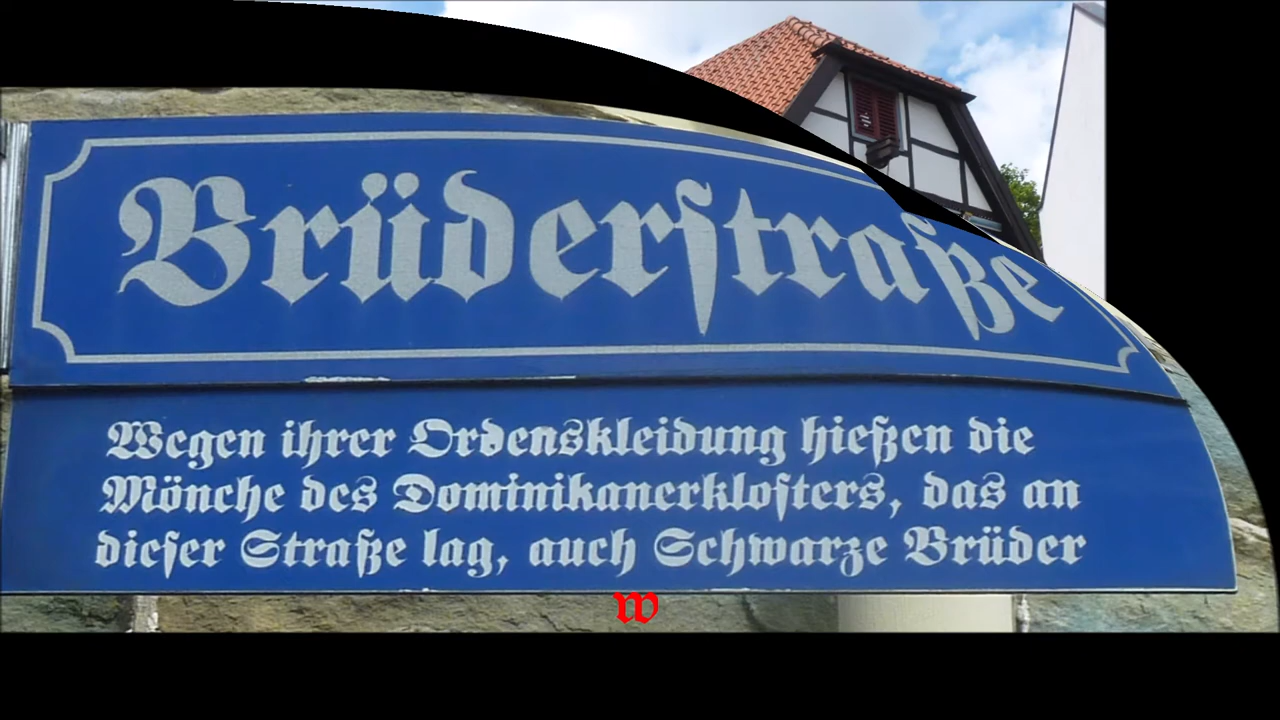 Brüderstraße
Wegen ihrer Ordenskleidung hießen die
Mönche des Dominikanerklosters, das an
dieser Straße lag, auch Schwarze Brüder
w